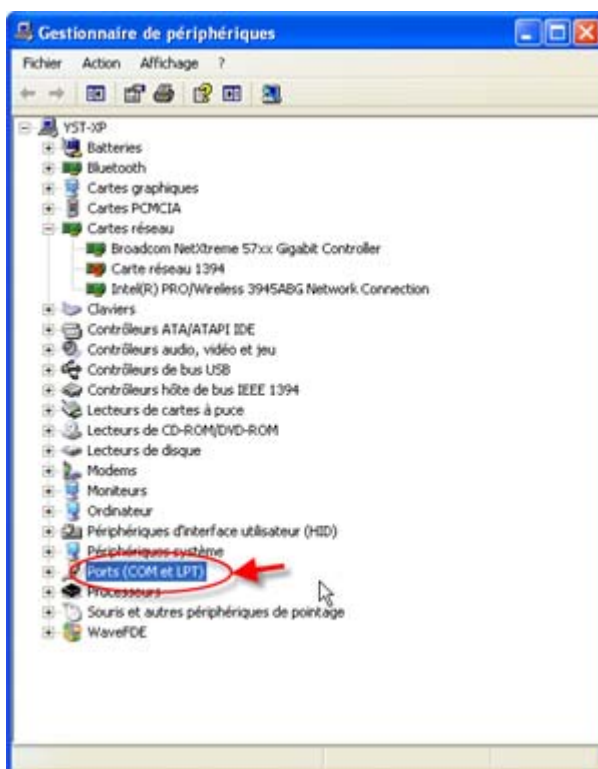 Gestionnaire de périphériques
Fichier Action Affichage ?
YST-XP
Batteries
Bluetooth
Cartes graphiques
Cartes PCMCIA
Cartes réseau
Broadcom NetXtreme 57xx Gigabit Controller
Carte réseau 1394
Intel(R) PRO/Wireless 3945ABG Network Connection
Claviers
Contrôleurs ATA/ATAPI IDE
Contrôleurs audio, vidéo et jeu
Contrôleurs de bus USB
Contrôleurs hôte de bus IEEE 1394
Lecteurs de cartes à puce
Lecteurs de CD-ROM/DVD-ROM
Lecteurs de disque
Modems
Moniteurs
Ordinateur
Périphériques d'interface utilisateur (HID)
Périphériques système
Ports (COM et LPT)
Processeurs
Souris et autres périphériques de pointage
WaveFDE